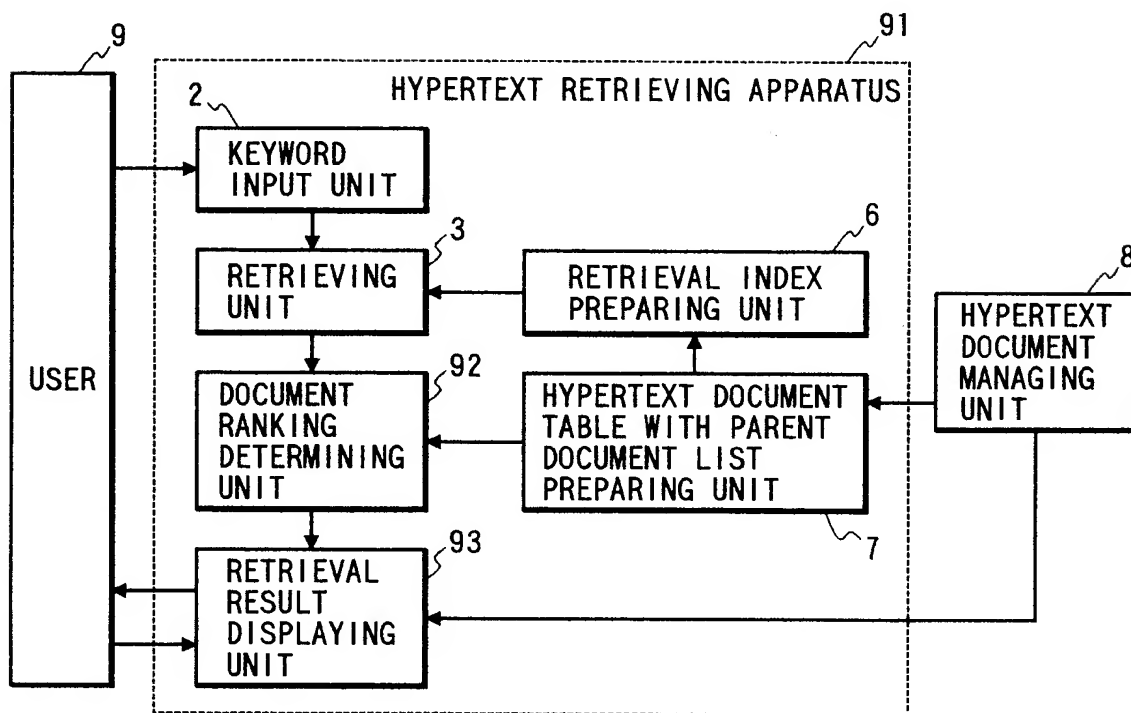 9
91
HYPERTEXT RETRIEVING APPARATUS
2
KEYWORD
INPUT UNIT
3
RETRIEVING
UNIT
6
RETRIEVAL INDEX
PREPARING UNIT
8
HYPERTEXT
DOCUMENT
MANAGING
UNIT
USER
92
DOCUMENT
RANKING
DETERMINING
UNIT
HYPERTEXT DOCUMENT
TABLE WITH PARENT
DOCUMENT LIST
PREPARING UNIT
7
93
RETRIEVAL
RESULT
DISPLAYING
UNIT